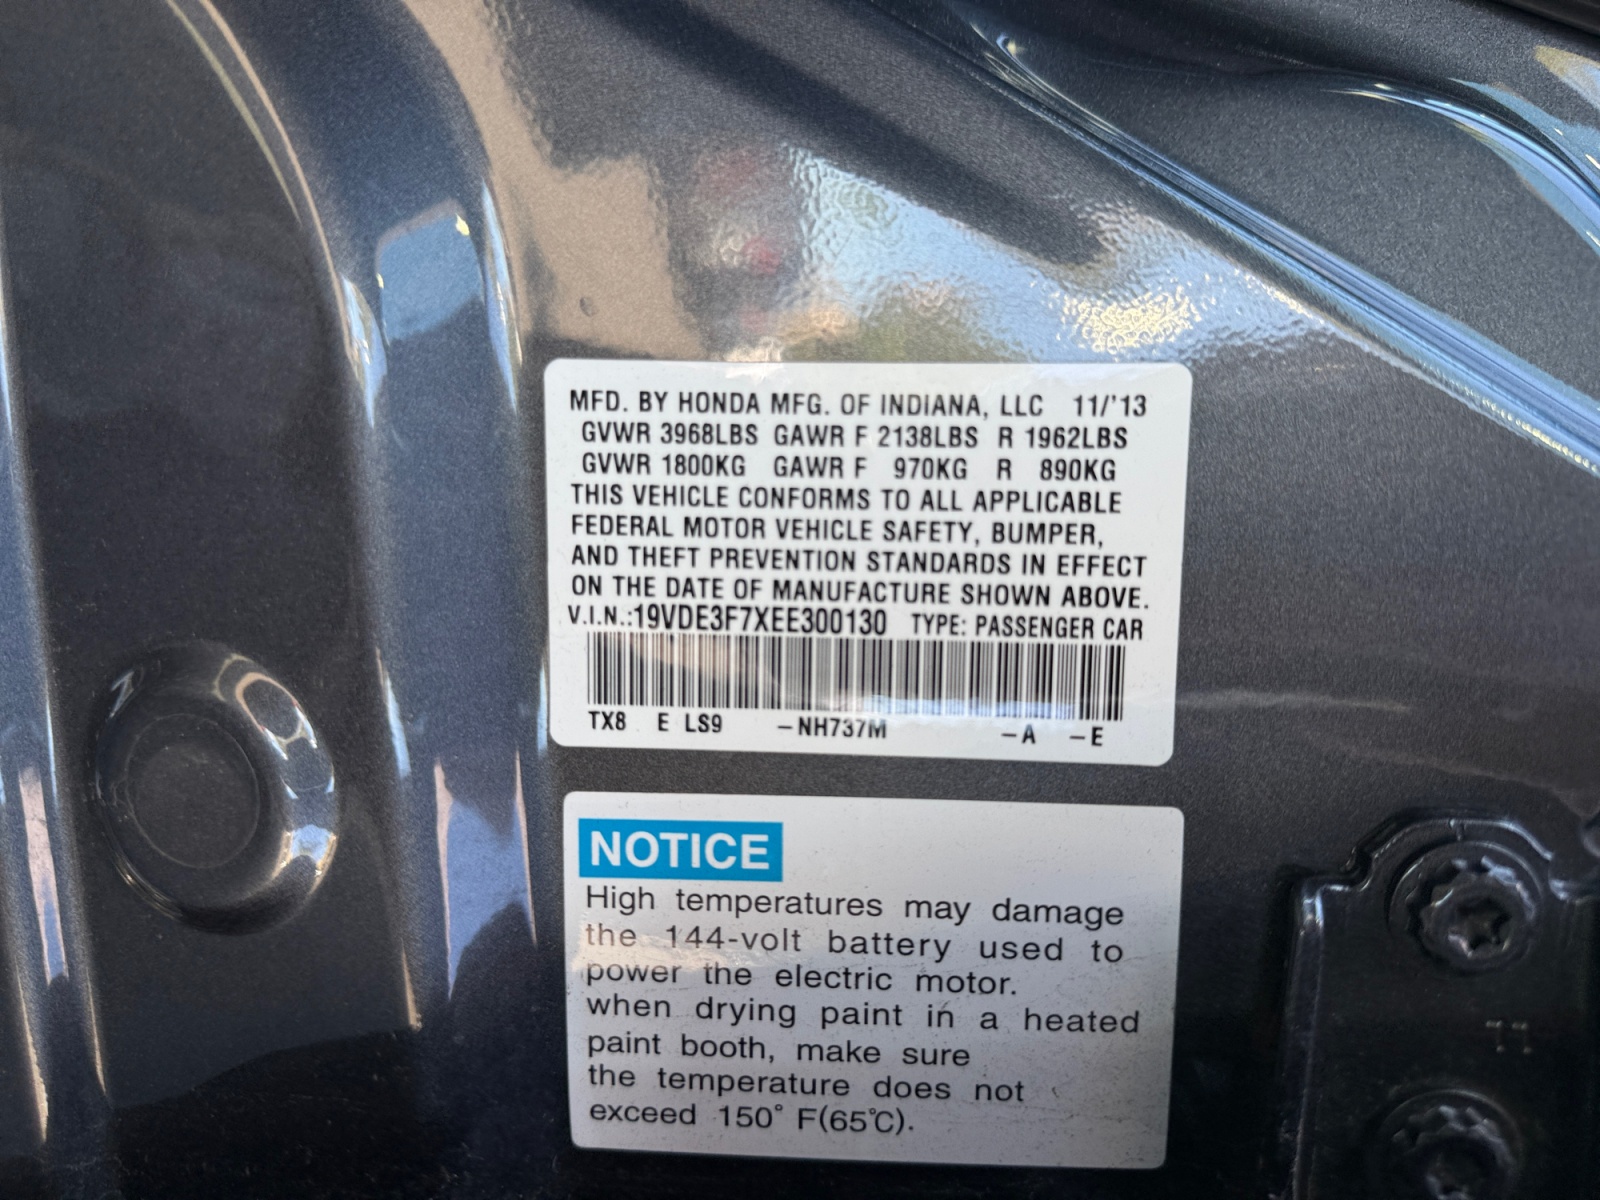 MFD. BY HONDA MFG. OF INDIANA, LLC 11/'13
GVWR 3968LBS GAWR F 2138LBS R 1962LBS
GVWR 1800KG GAWR F 970KG R 890KG
THIS VEHICLE CONFORMS TO ALL APPLICABLE
FEDERAL MOTOR VEHICLE SAFETY, BUMPER,
AND THEFT PREVENTION STANDARDS IN EFFECT
ON THE DATE OF MANUFACTURE SHOWN ABOVE.
V.I.N.:19VDE3F7XEE300130 TYPE: PASSENGER CAR
TX8 E LS9 –NH737M –A –E
NOTICE
High temperatures may damage
the 144-volt battery used to
power the electric motor.
when drying paint in a heated
paint booth, make sure
the temperature does not
exceed 150° F(65℃).